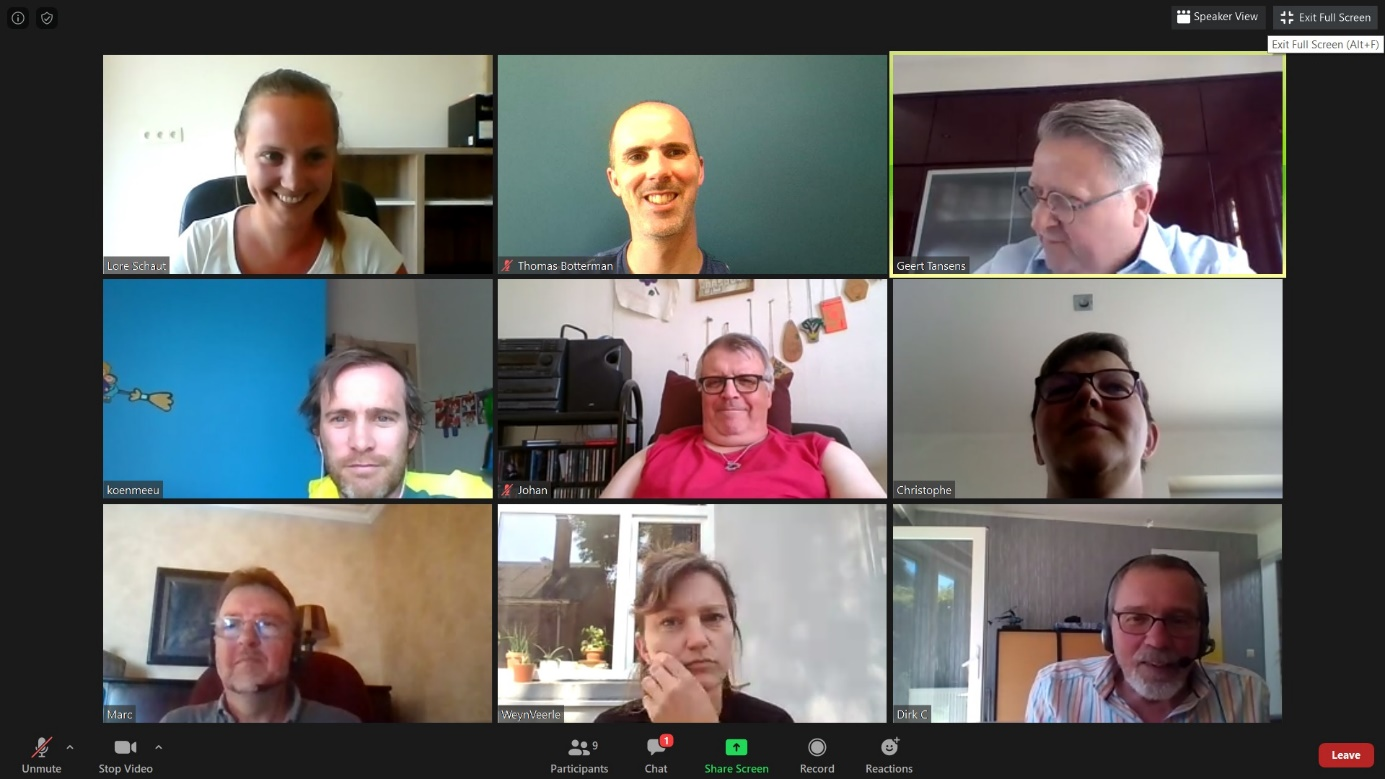 Speaker View
Exit Full Screen
Exit Full Screen (Alt+F)
Lore Schaut
Thomas Botterman
Geert Tansens
koenmeeu
Johan
Christophe
Marc
WeynVeerle
Dirk C
Unmute
Stop Video
9
Participants
1
Chat
Share Screen
Record
Reactions
Leave